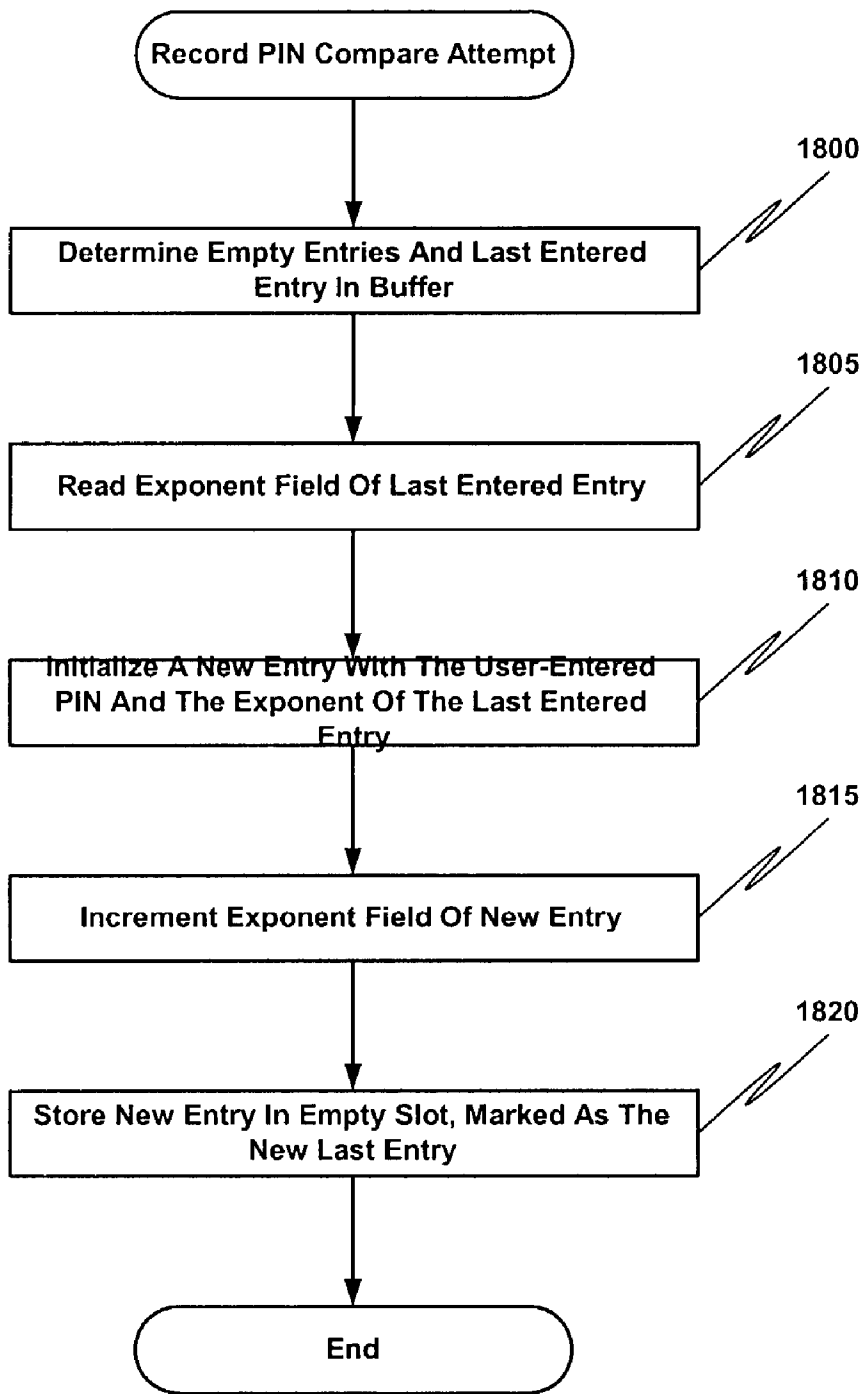 Record PIN Compare Attempt
1800
Determine Empty Entries And Last Entered
Entry In Buffer
1805
Read Exponent Field Of Last Entered Entry
1810
Initialize A New Entry With The User-Entered
PIN And The Exponent Of The Last Entered
Entry
1815
Increment Exponent Field Of New Entry
1820
Store New Entry In Empty Slot, Marked As The
New Last Entry
End